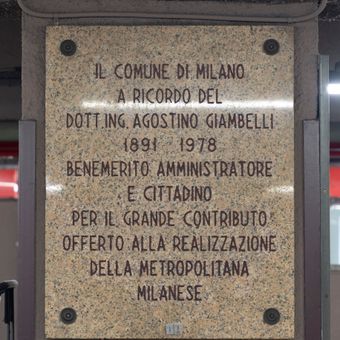 IL COMUNE DI MILANO
A RICORDO DEL
DOTT.ING. AGOSTINO GIAMBELLI
1891 1978
BENEMERITO AMMINISTRATORE
E CITTADINO
PER IL GRANDE CONTRIBUTO
OFFERTO ALLA REALIZZAZIONE
DELLA METROPOLITANA
MILANESE